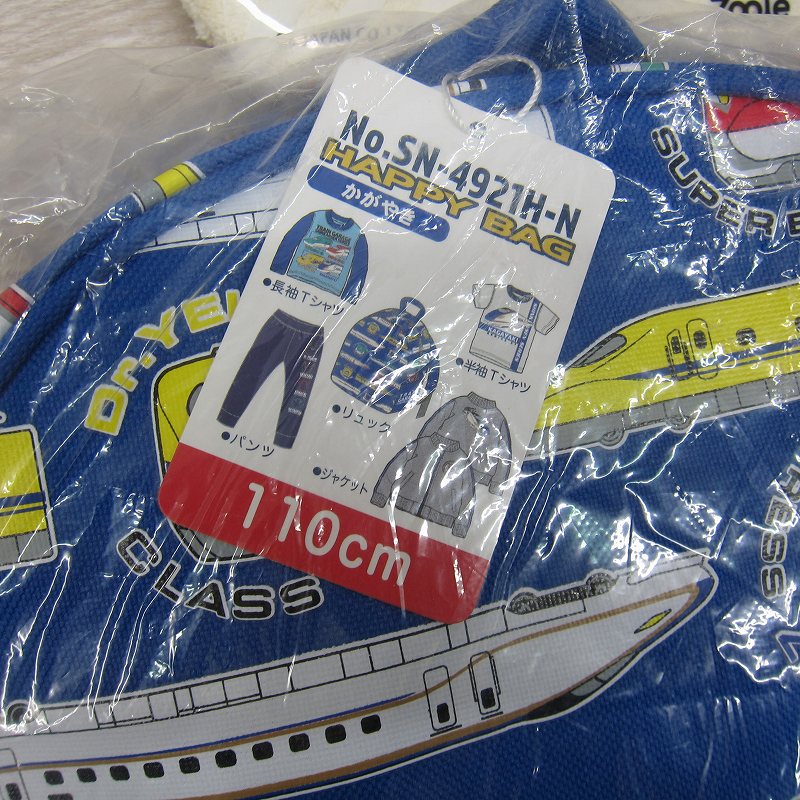 JAPAN CO.
No.SN-4921H-N
HAPPY BAG
かがやき
●長袖Tシャツ
●半袖Tシャツ
●パンツ
●リュック
●ジャケット
110cm
SUPER
Dr.YEL
CLASS